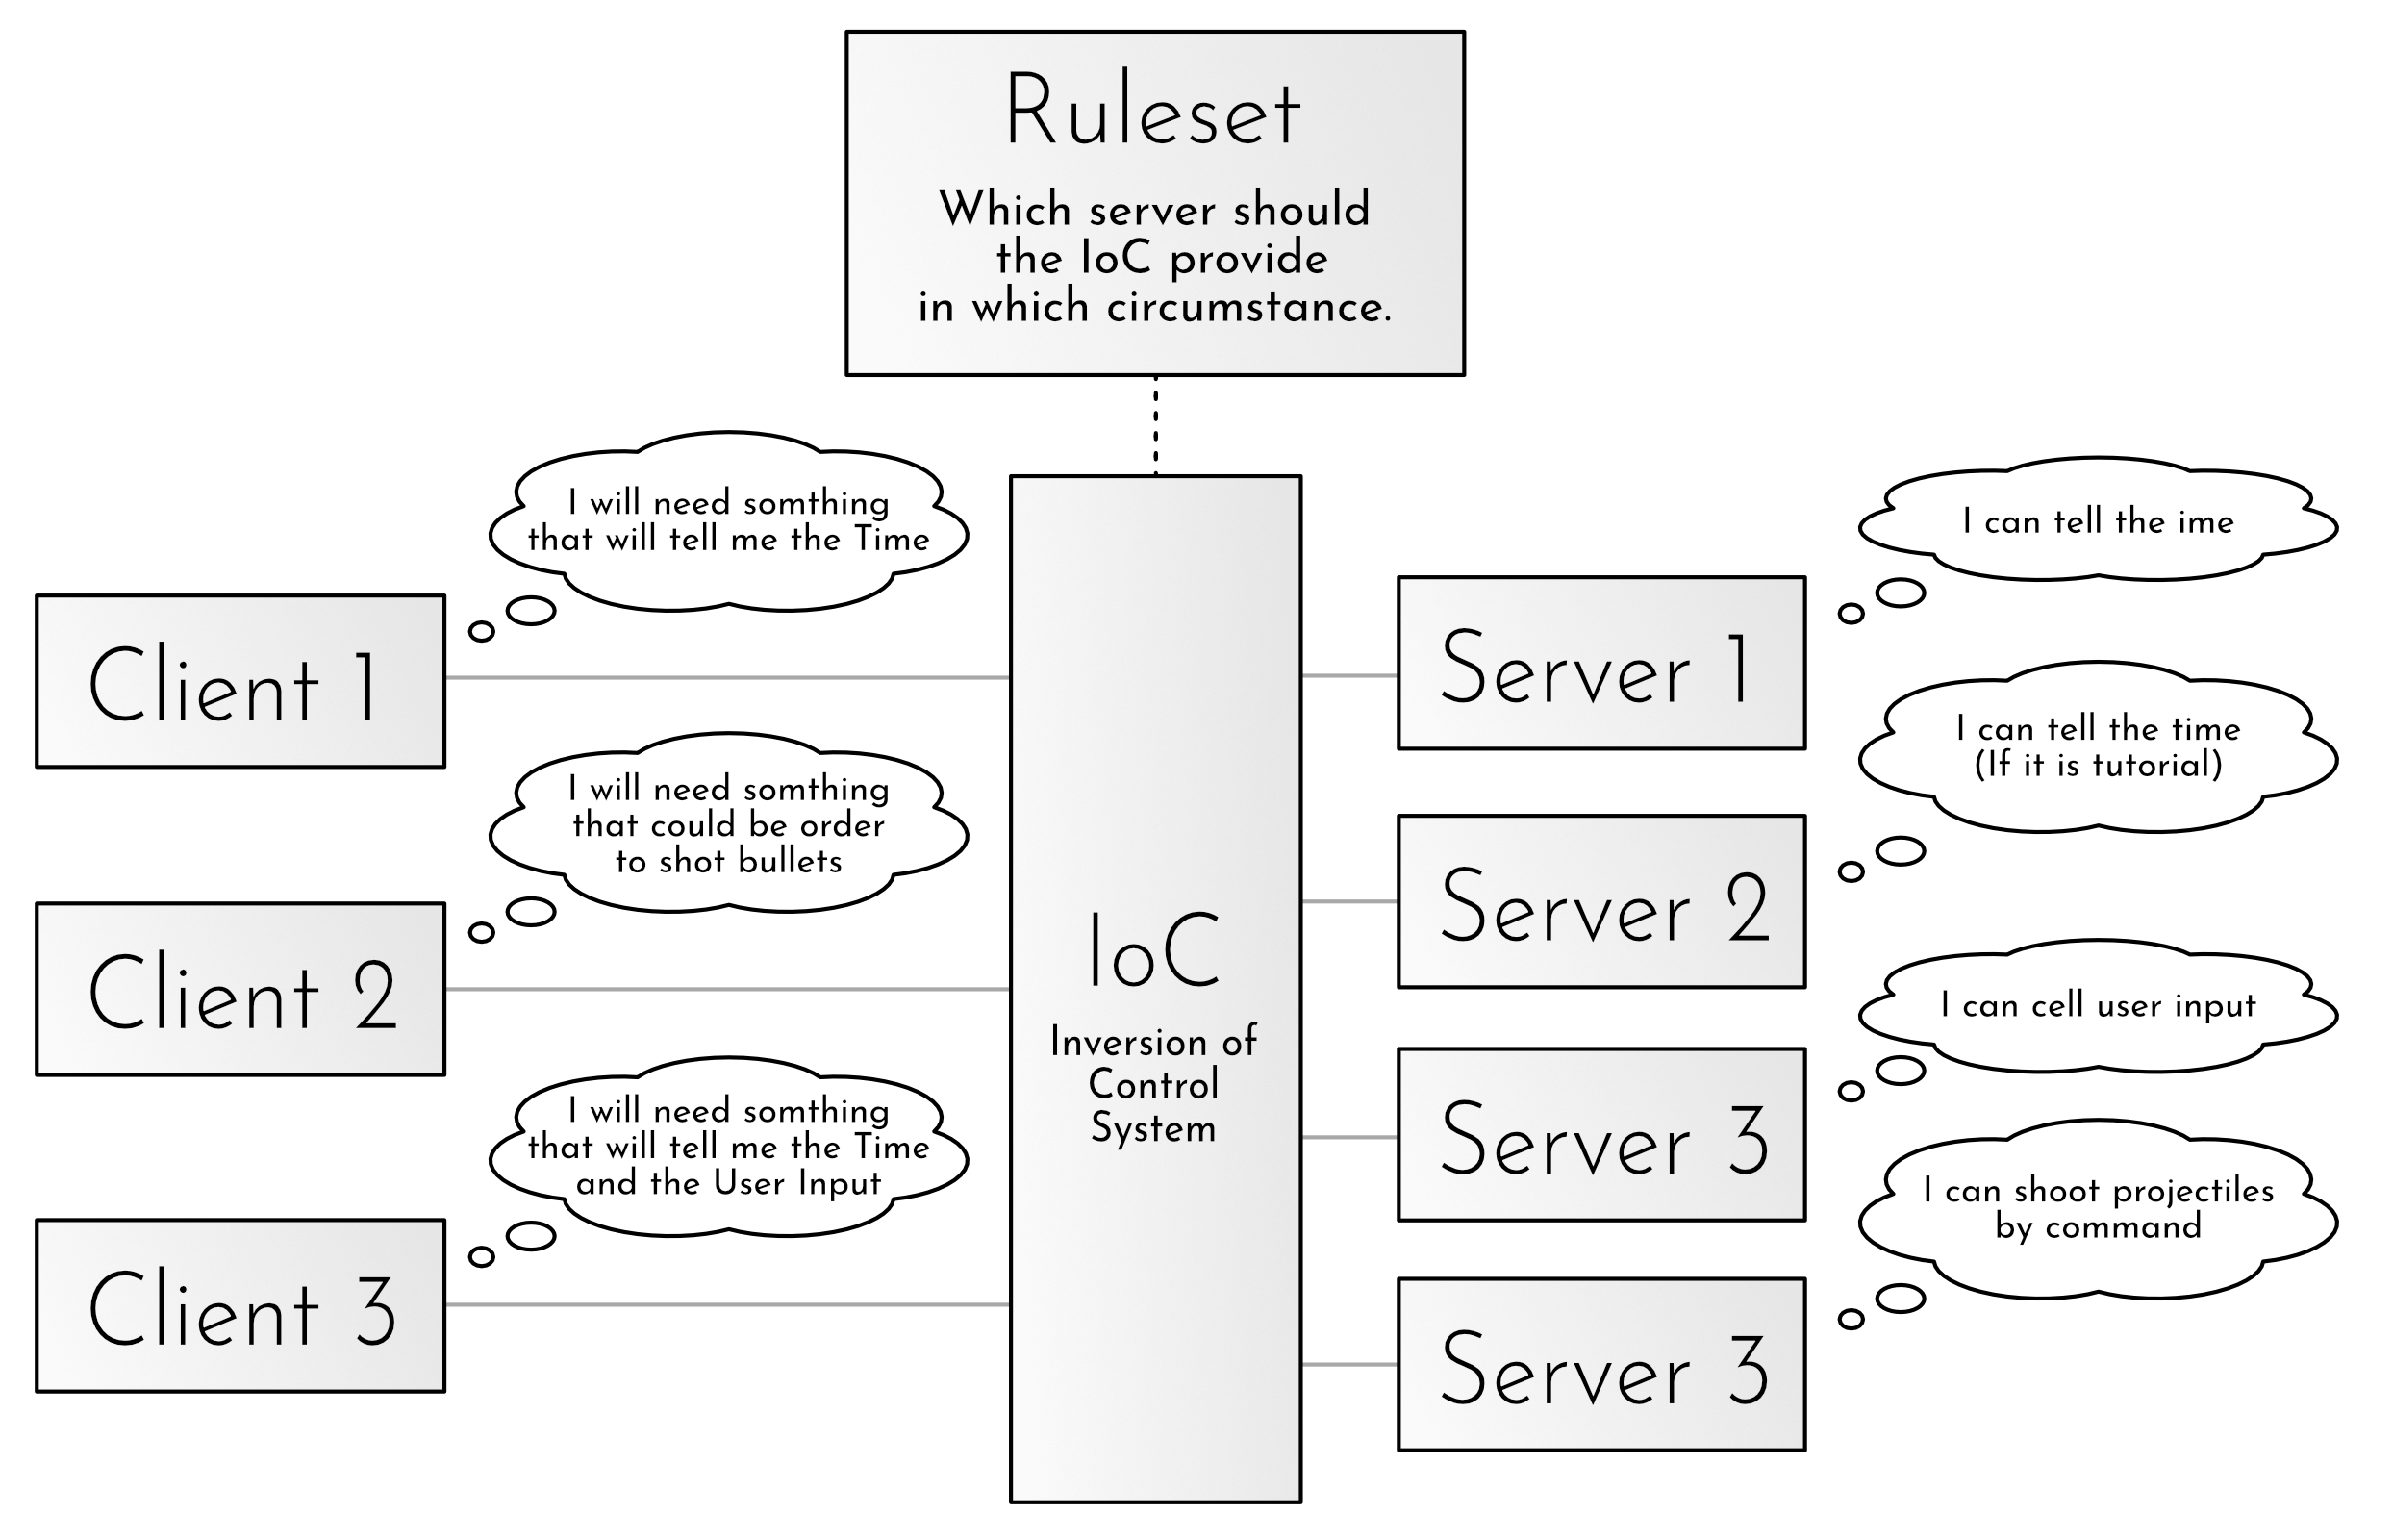 Ruleset
Which server should
the IoC provide
in which circumstance.
I will need somthing
that will tell me the Time
Client 1
I will need somthing
that could be order
to shot bullets
Client 2
I will need somthing
that will tell me the Time
and the User Input
Client 3
IoC
Inversion of
Control
System
I can tell the ime
Server 1
I can tell the time
(If it is tutorial)
Server 2
I can cell user input
Server 3
I can shoot projectiles
by command
Server 3